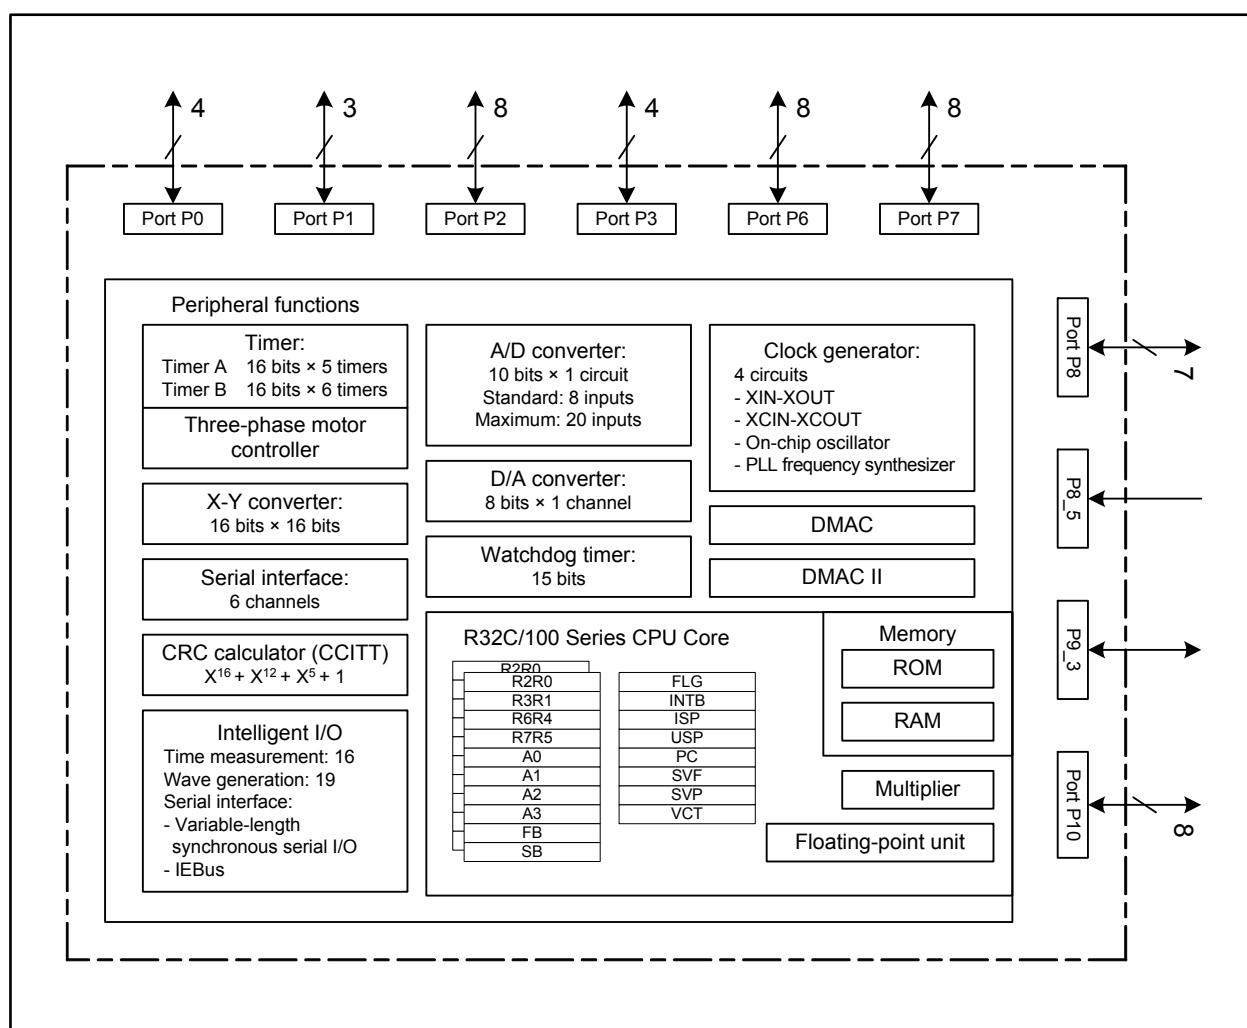 4
3
8
4
8
8
Port P0
Port P1
Port P2
Port P3
Port P6
Port P7
Peripheral functions
Timer:
Timer A 16 bits × 5 timers
Timer B 16 bits × 6 timers
Three-phase motor
controller
X-Y converter:
16 bits × 16 bits
Serial interface:
6 channels
CRC calculator (CCITT)
X¹⁶ + X¹² + X⁵ + 1
Intelligent I/O
Time measurement: 16
Wave generation: 19
Serial interface:
- Variable-length
synchronous serial I/O
- IEBus
A/D converter:
10 bits × 1 circuit
Standard: 8 inputs
Maximum: 20 inputs
D/A converter:
8 bits × 1 channel
Watchdog timer:
15 bits
Clock generator:
4 circuits
- XIN-XOUT
- XCIN-XCOUT
- On-chip oscillator
- PLL frequency synthesizer
DMAC
DMAC II
R32C/100 Series CPU Core
R2R0
R2R0
R3R1
R6R4
R7R5
A0
A1
A2
A3
FB
SB
FLG
INTB
ISP
USP
PC
SVF
SVP
VCT
Memory
ROM
RAM
Multiplier
Floating-point unit
Port P8
7
P8_5
P9_3
Port P10
8